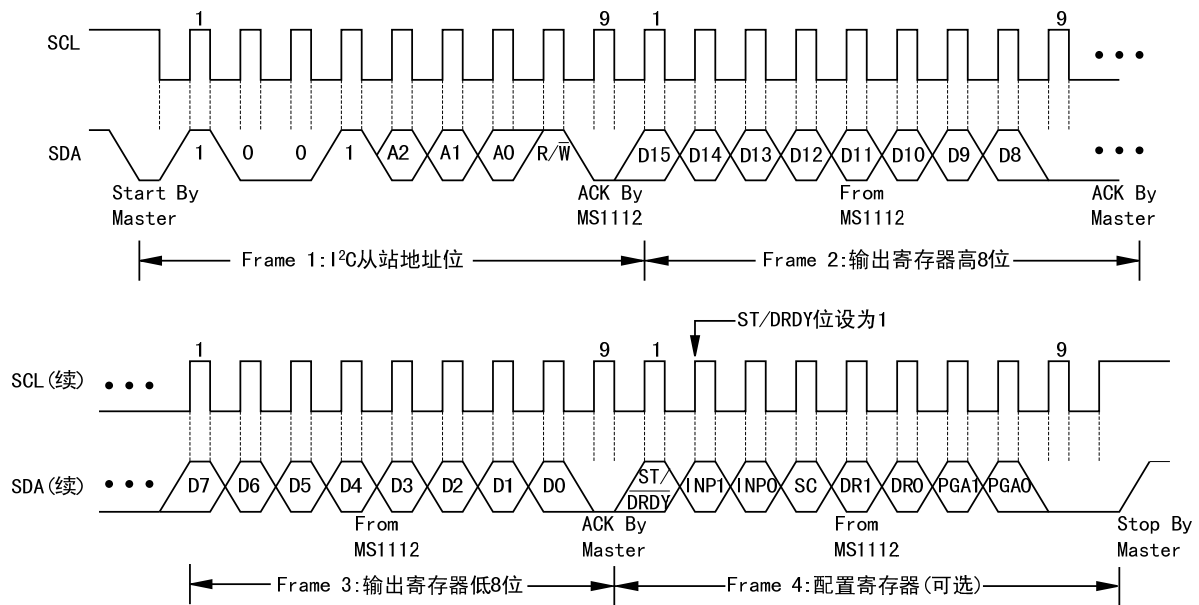 1 9 1 9
SCL
SDA
1 0 0 1 A2 A1 A0 R/W̅ D15 D14 D13 D12 D11 D10 D9 D8
Start By
Master
ACK By
MS1112
From
MS1112
ACK By
Master
Frame 1:I²C从站地址位
Frame 2:输出寄存器高8位
ST/DRDY位设为1
1 9 1 9
SCL(续)
SDA(续)
D7 D6 D5 D4 D3 D2 D1 D0 ST/D̅R̅D̅Y̅ INP1 INP0 SC DR1 DR0 PGA1 PGA0
From
MS1112
ACK By
Master
From
MS1112
Stop By
Master
Frame 3:输出寄存器低8位
Frame 4:配置寄存器(可选)